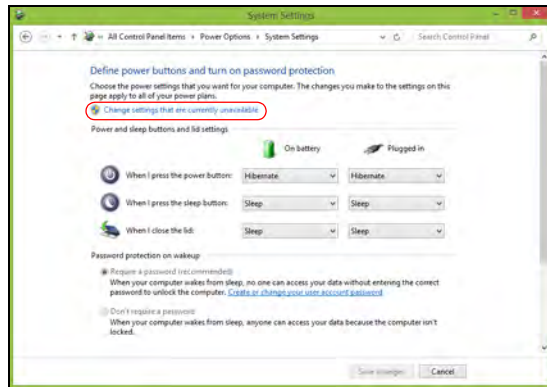 System Settings
« All Control Panel Items › Power Options › System Settings
Search Control Panel
Define power buttons and turn on password protection
Choose the power settings that you want for your computer. The changes you make to the settings on this
page apply to all of your power plans.
Change settings that are currently unavailable
Power and sleep buttons and lid settings
On battery Plugged in
When I press the power button: Hibernate Hibernate
When I press the sleep button: Sleep Sleep
When I close the lid: Sleep Sleep
Password protection on wakeup
Require a password (recommended)
When your computer wakes from sleep, no one can access your data without entering the correct
password to unlock the computer. Create or change your user account password
Don't require a password
When your computer wakes from sleep, anyone can access your data because the computer isn't
locked.
Save changes Cancel